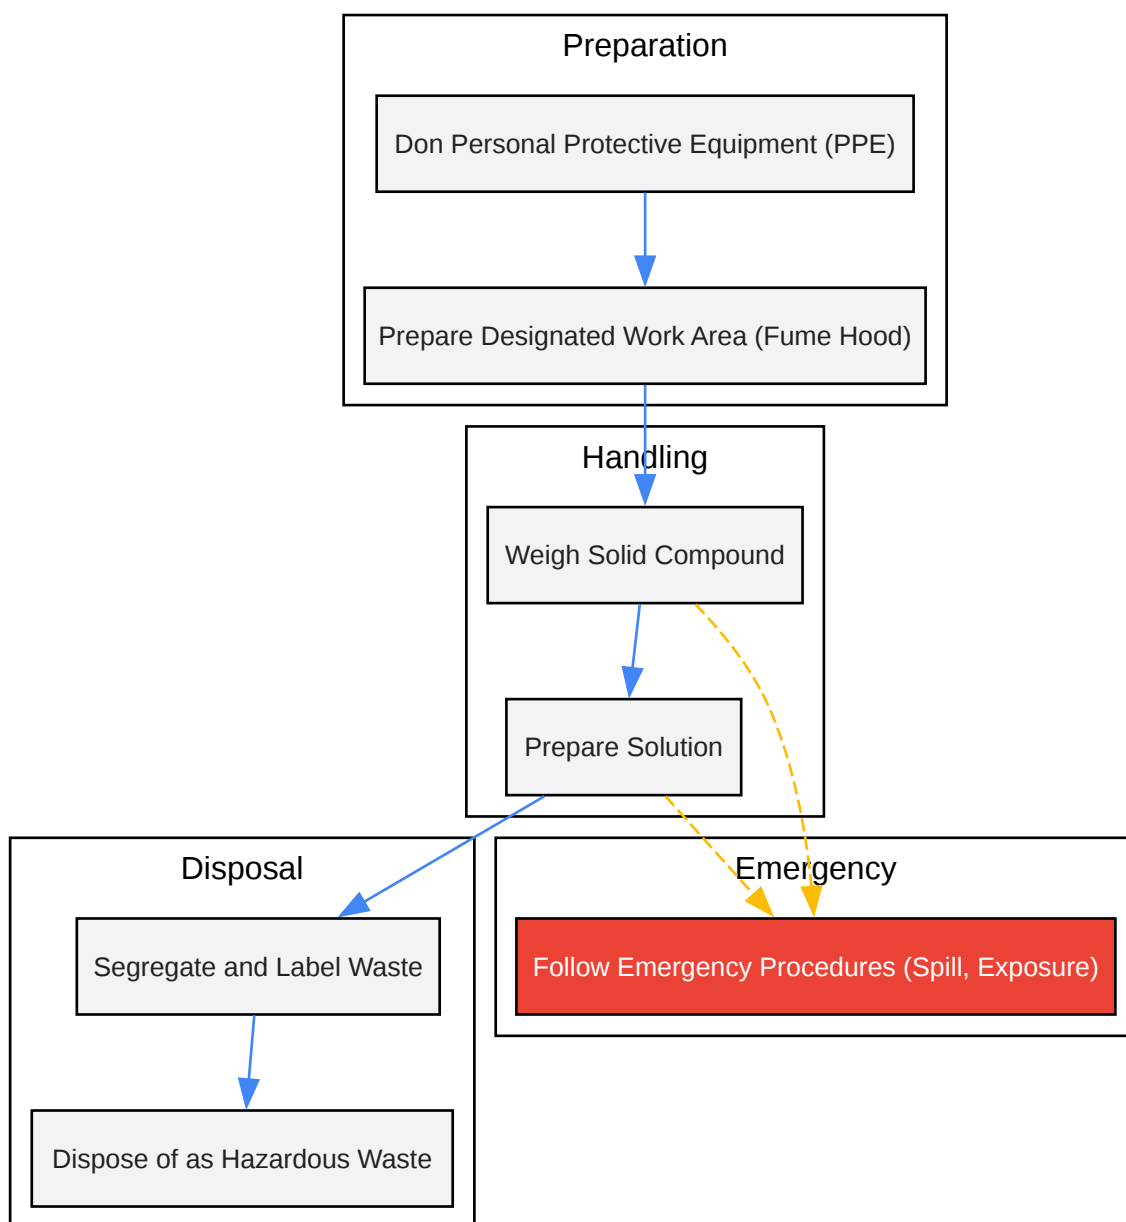 Preparation
Don Personal Protective Equipment (PPE)
Prepare Designated Work Area (Fume Hood)
Handling
Weigh Solid Compound
Prepare Solution
Disposal
Segregate and Label Waste
Dispose of as Hazardous Waste
Emergency
Follow Emergency Procedures (Spill, Exposure)